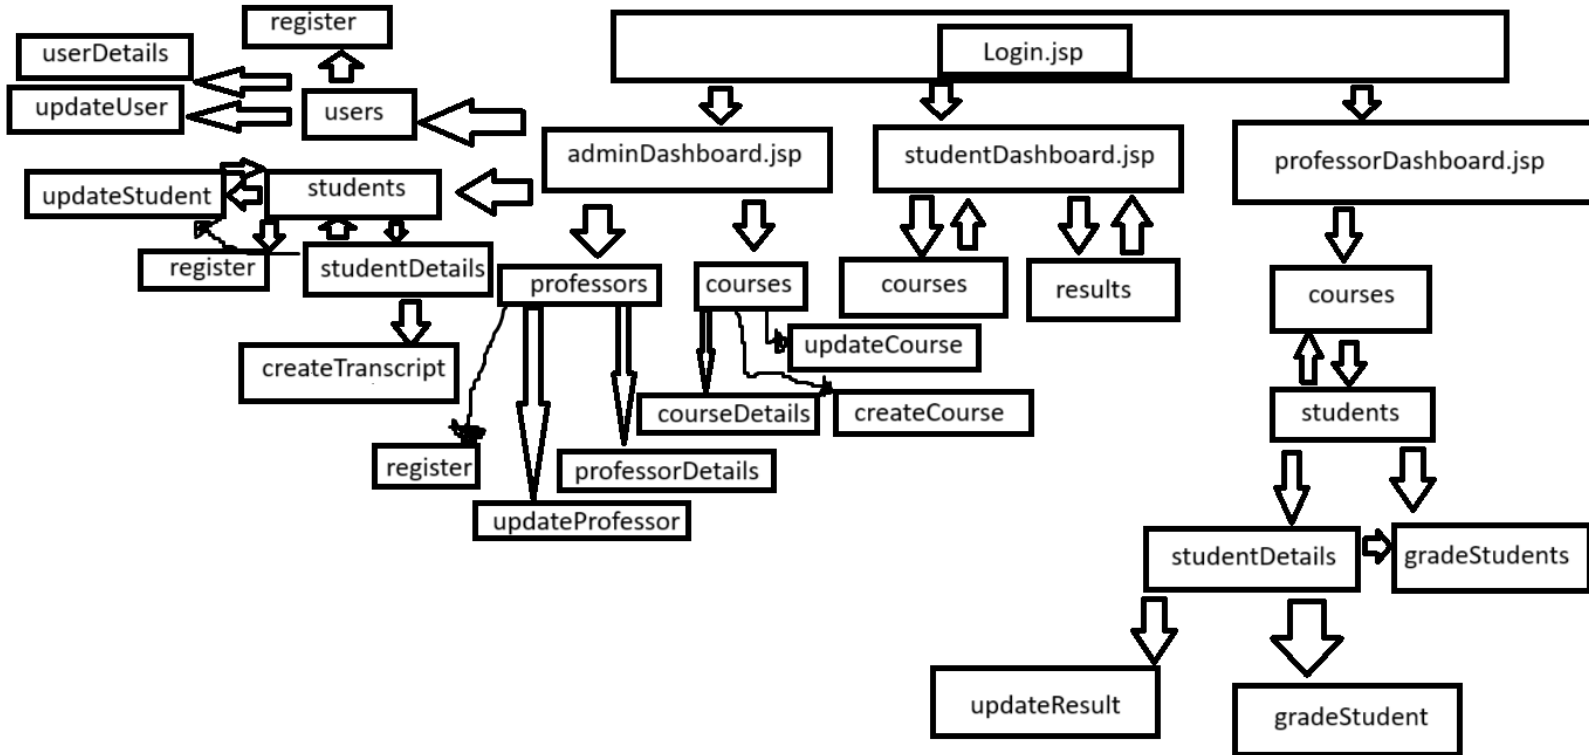 register
Login.jsp
userDetails
updateUser
users
adminDashboard.jsp
studentDashboard.jsp
professorDashboard.jsp
updateStudent
students
register
studentDetails
professors
courses
courses
results
courses
createTranscript
updateCourse
courseDetails
createCourse
students
register
professorDetails
updateProfessor
studentDetails
gradeStudents
updateResult
gradeStudent